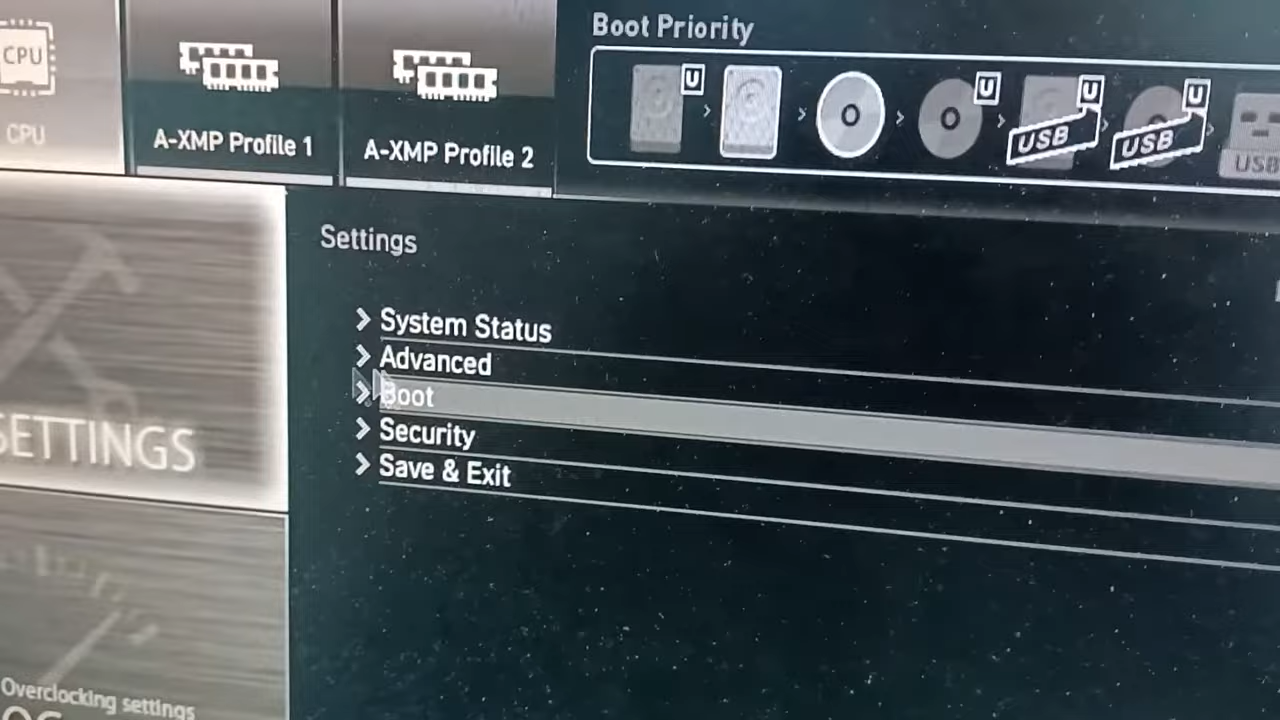 Boot Priority
CPU
CPU
A-XMP Profile 1
A-XMP Profile 2
U
U
U
U
USB
USB
USB
Settings
System Status
Advanced
Boot
Security
Save & Exit
SETTINGS
Overclocking settings